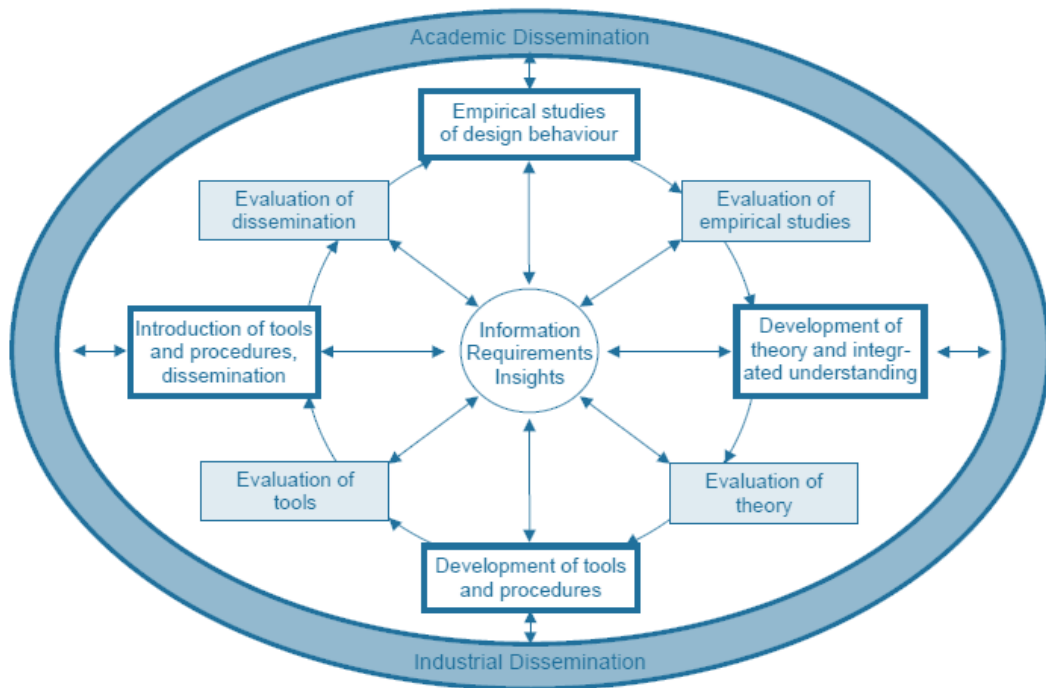 Academic Dissemination
Empirical studies
of design behaviour
Evaluation of
dissemination
Evaluation of
empirical studies
Introduction of tools
and procedures,
dissemination
Information
Requirements
Insights
Development of
theory and integr-
ated understanding
Evaluation of
tools
Evaluation of
theory
Development of tools
and procedures
Industrial Dissemination